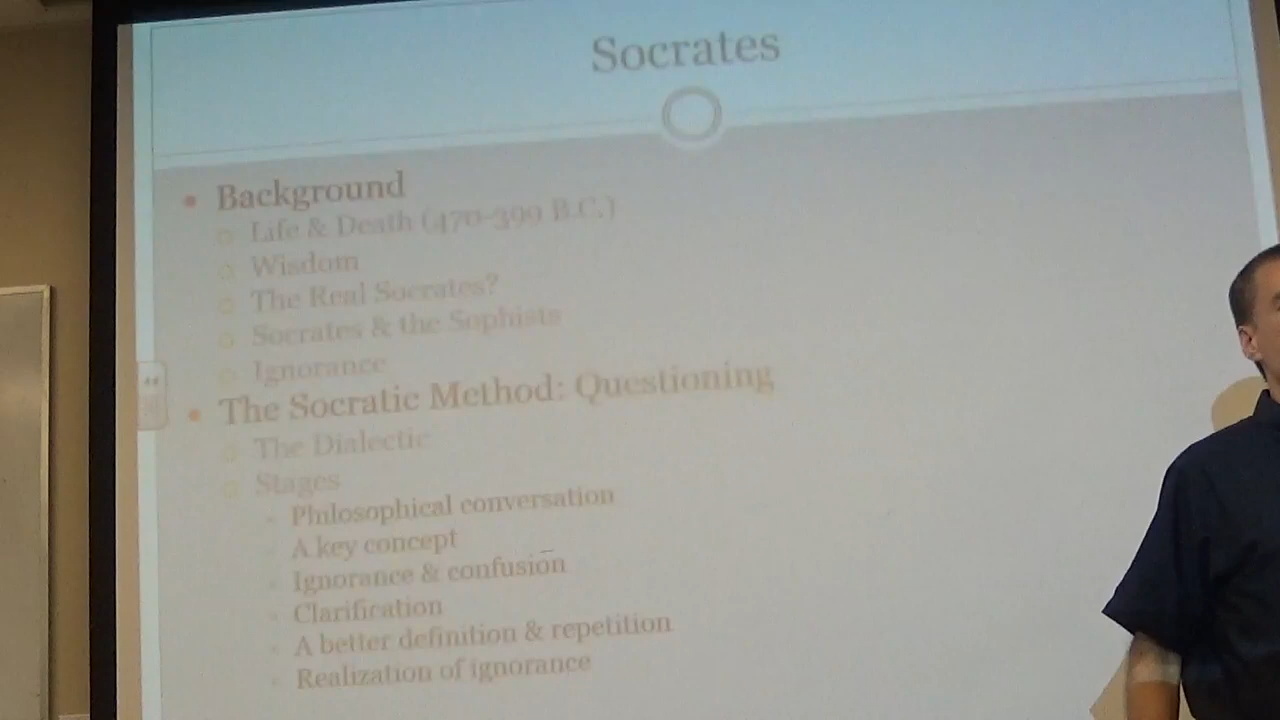 Socrates
Background
Life & Death (470-399 B.C.)
Wisdom
The Real Socrates?
Socrates & the Sophists
Ignorance
The Socratic Method: Questioning
The Dialectic
Stages
Philosophical conversation
A key concept
Ignorance & confusion
Clarification
A better definition & repetition
Realization of ignorance